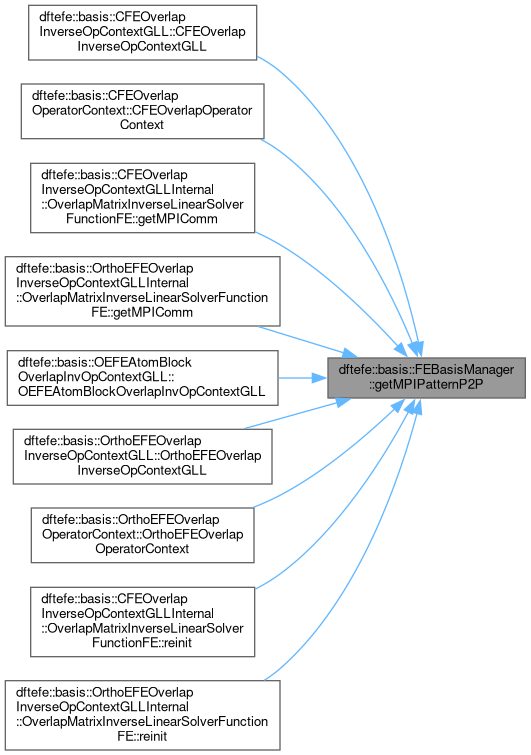 dftefe::basis::CFEOverlap
InverseOpContextGLL::CFEOverlap
InverseOpContextGLL
dftefe::basis::CFEOverlap
OperatorContext::CFEOverlapOperator
Context
dftefe::basis::CFEOverlap
InverseOpContextGLLInternal
::OverlapMatrixInverseLinearSolver
FunctionFE::getMPIComm
dftefe::basis::OrthoEFEOverlap
InverseOpContextGLLInternal
::OverlapMatrixInverseLinearSolverFunction
FE::getMPIComm
dftefe::basis::OEFEAtomBlock
OverlapInvOpContextGLL::
OEFEAtomBlockOverlapInvOpContextGLL
dftefe::basis::FEBasisManager
::getMPIPatternP2P
dftefe::basis::OrthoEFEOverlap
InverseOpContextGLL::OrthoEFEOverlap
InverseOpContextGLL
dftefe::basis::OrthoEFEOverlap
OperatorContext::OrthoEFEOverlap
OperatorContext
dftefe::basis::CFEOverlap
InverseOpContextGLLInternal
::OverlapMatrixInverseLinearSolver
FunctionFE::reinit
dftefe::basis::OrthoEFEOverlap
InverseOpContextGLLInternal
::OverlapMatrixInverseLinearSolverFunction
FE::reinit